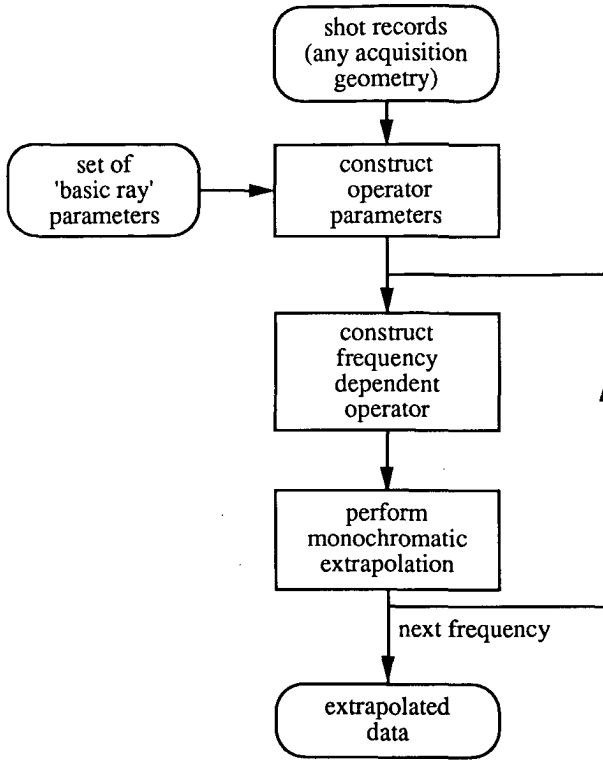 shot records
(any acquisition
geometry)
set of
'basic ray'
parameters
construct
operator
parameters
construct
frequency
dependent
operator
perform
monochromatic
extrapolation
next frequency
extrapolated
data